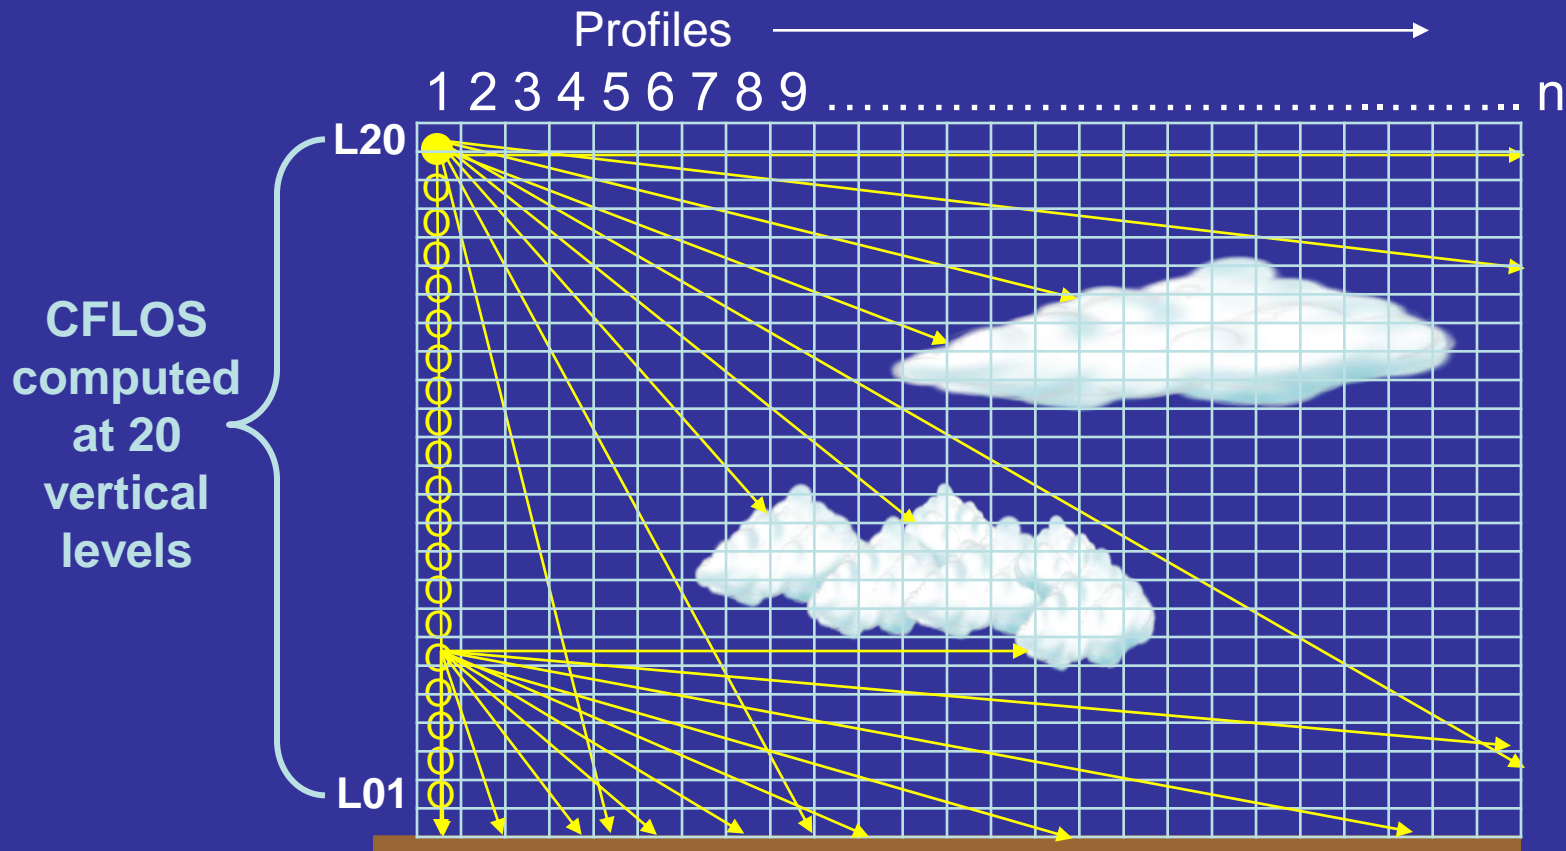 Profiles
1 2 3 4 5 6 7 8 9 ........................................................ n
L20
CFLOS
computed
at 20
vertical
levels
L01